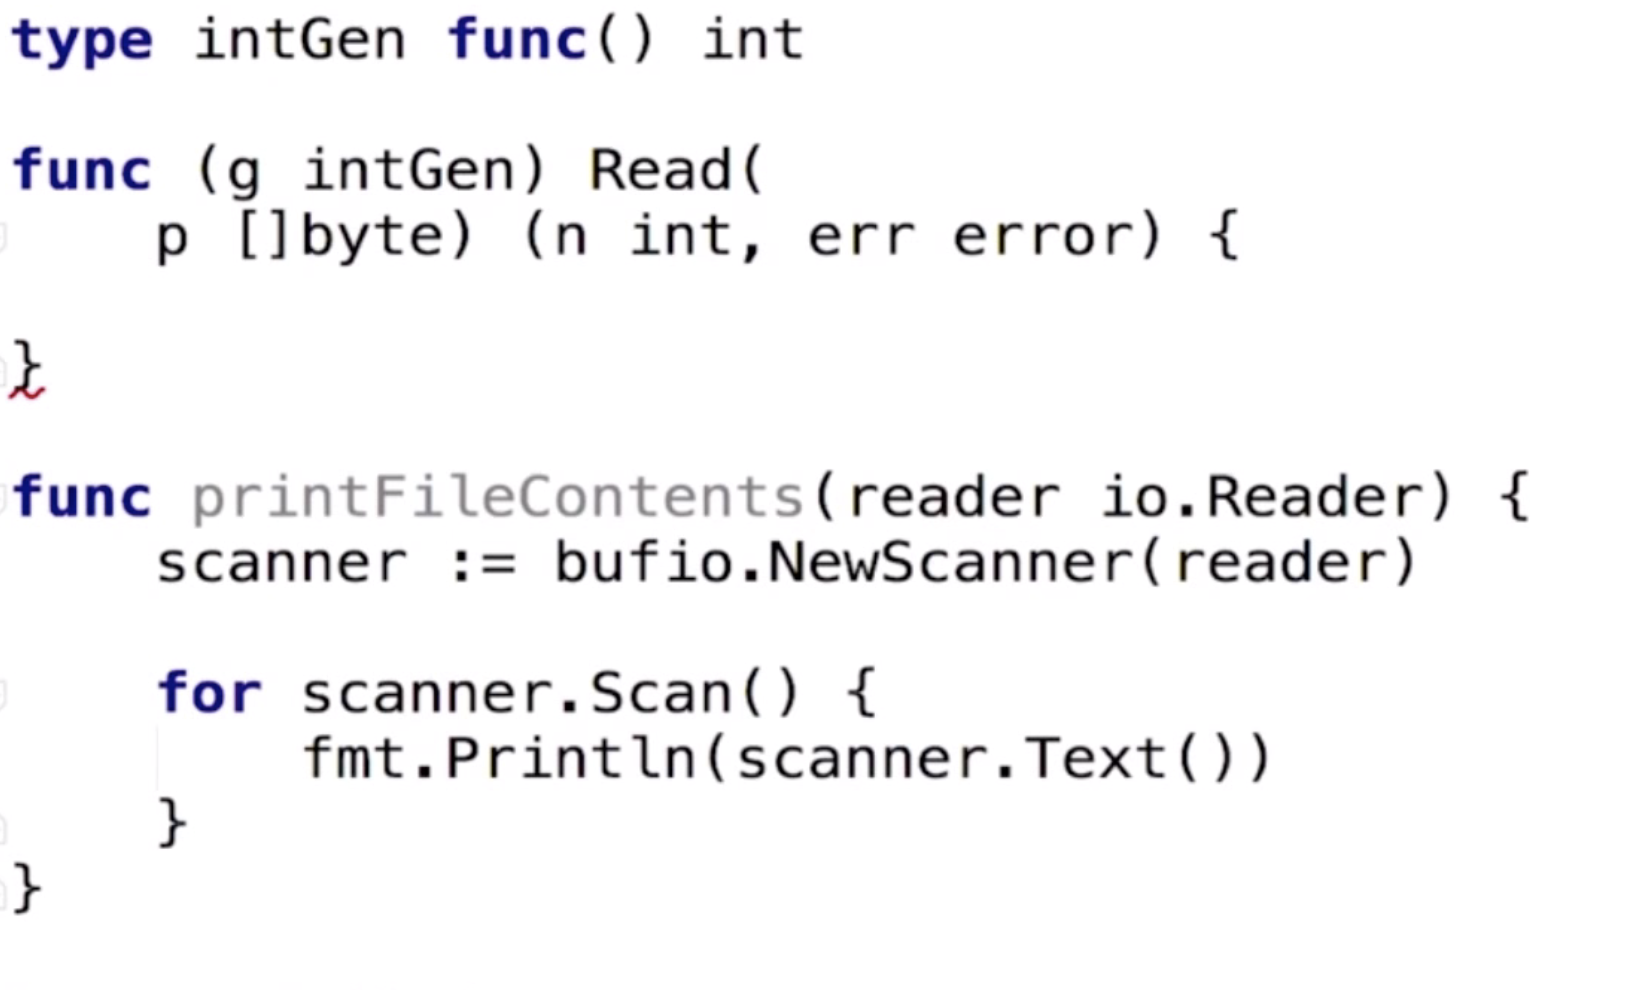 type intGen func() int
func (g intGen) Read(
    p []byte) (n int, err error) {
}
func printFileContents(reader io.Reader) {
    scanner := bufio.NewScanner(reader)
    for scanner.Scan() {
        fmt.Println(scanner.Text())
    }
}